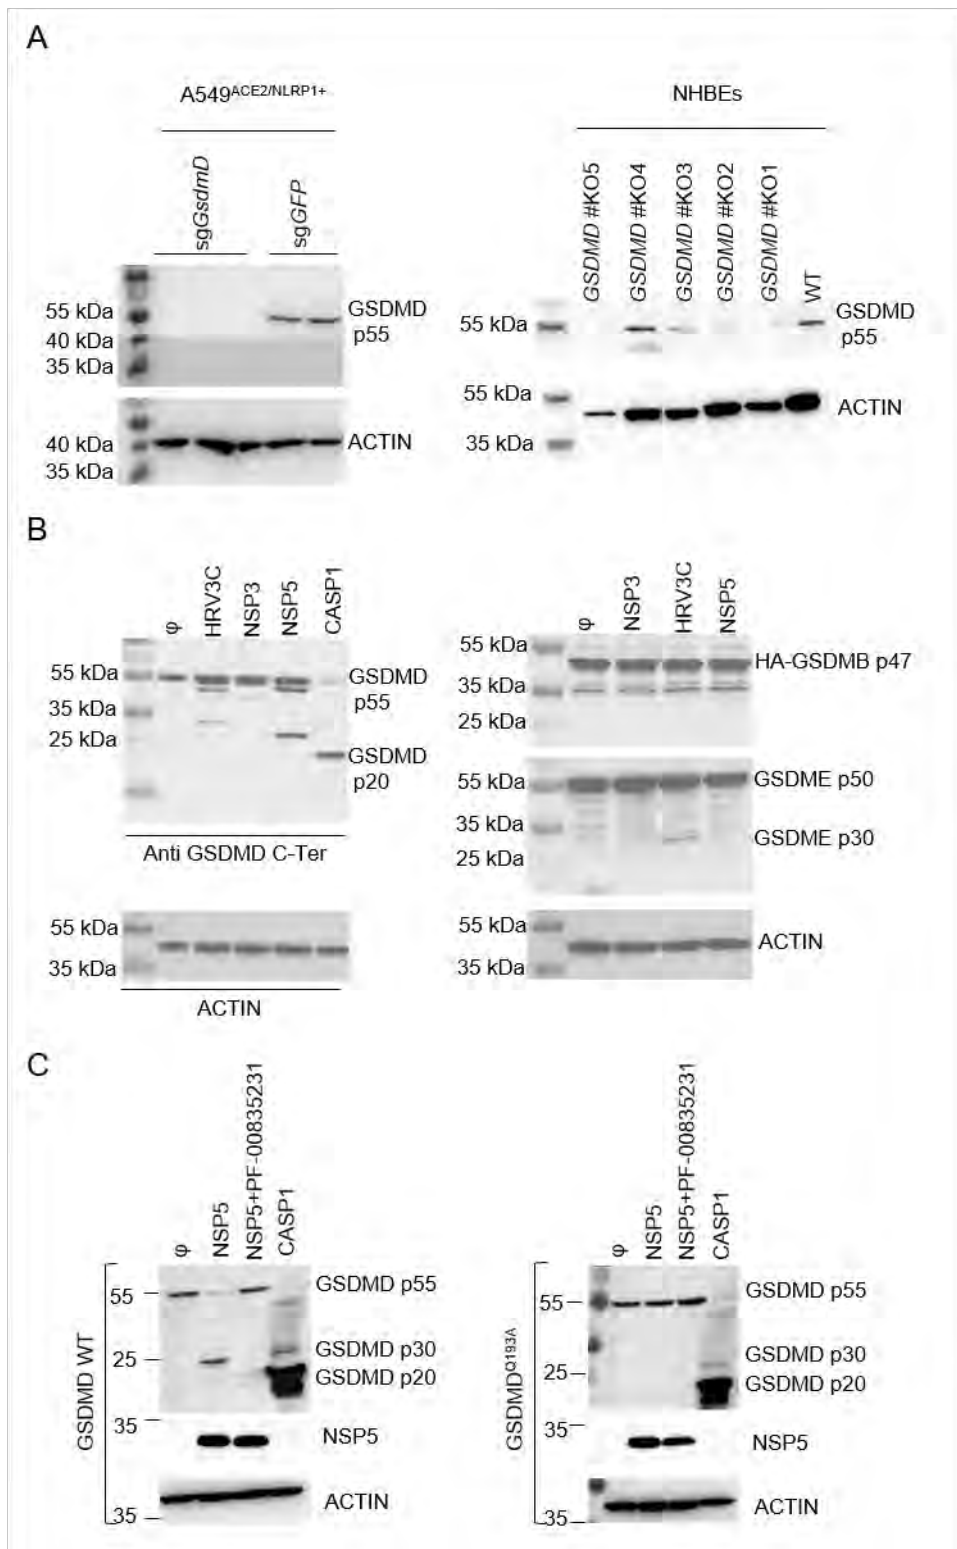 A
A549ACE2/NLRP1+
sgGsdmD
sgGFP
55 kDa
40 kDa
35 kDa
GSDMD
p55
40 kDa
35 kDa
ACTIN
NHBEs
GSDMD #KO5
GSDMD #KO4
GSDMD #KO3
GSDMD #KO2
GSDMD #KO1
WT
55 kDa
GSDMD
p55
55 kDa
35 kDa
ACTIN
B
φ
HRV3C
NSP3
NSP5
CASP1
55 kDa
35 kDa
25 kDa
GSDMD
p55
GSDMD
p20
Anti GSDMD C-Ter
55 kDa
35 kDa
ACTIN
φ
NSP3
HRV3C
NSP5
55 kDa
35 kDa
25 kDa
HA-GSDMB p47
55 kDa
35 kDa
25 kDa
GSDME p50
GSDME p30
55 kDa
35 kDa
ACTIN
C
GSDMD WT
φ
NSP5
NSP5+PF-00835231
CASP1
55
25
GSDMD p55
GSDMD p30
GSDMD p20
35
NSP5
35
ACTIN
GSDMDQ193A
φ
NSP5
NSP5+PF-00835231
CASP1
55
25
GSDMD p55
GSDMD p30
GSDMD p20
35
NSP5
35
ACTIN